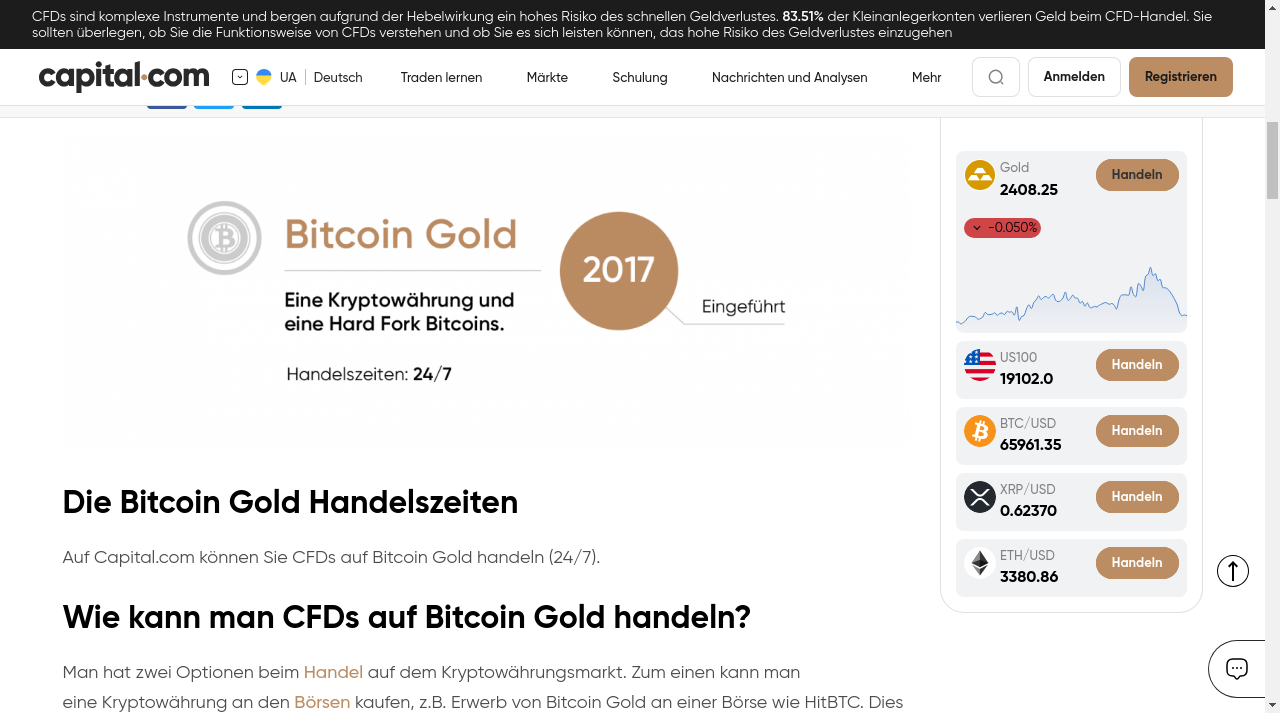 CFDs sind komplexe Instrumente und bergen aufgrund der Hebelwirkung ein hohes Risiko des schnellen Geldverlustes. 83.51% der Kleinanlegerkonten verlieren Geld beim CFD-Handel. Sie
sollten überlegen, ob Sie die Funktionsweise von CFDs verstehen und ob Sie es sich leisten können, das hohe Risiko des Geldverlustes einzugehen
capital.com
UA
Deutsch
Traden lernen
Märkte
Schulung
Nachrichten und Analysen
Mehr
Anmelden
Registrieren
Bitcoin Gold
Eine Kryptowährung und
eine Hard Fork Bitcoins.
Handelszeiten: 24/7
2017
Eingeführt
Gold
2408.25
Handeln
-0.050%
US100
19102.0
Handeln
BTC/USD
65961.35
Handeln
XRP/USD
0.62370
Handeln
ETH/USD
3380.86
Handeln
Die Bitcoin Gold Handelszeiten
Auf Capital.com können Sie CFDs auf Bitcoin Gold handeln (24/7).
Wie kann man CFDs auf Bitcoin Gold handeln?
Man hat zwei Optionen beim Handel auf dem Kryptowährungsmarkt. Zum einen kann man
eine Kryptowährung an den Börsen kaufen, z.B. Erwerb von Bitcoin Gold an einer Börse wie HitBTC. Dies